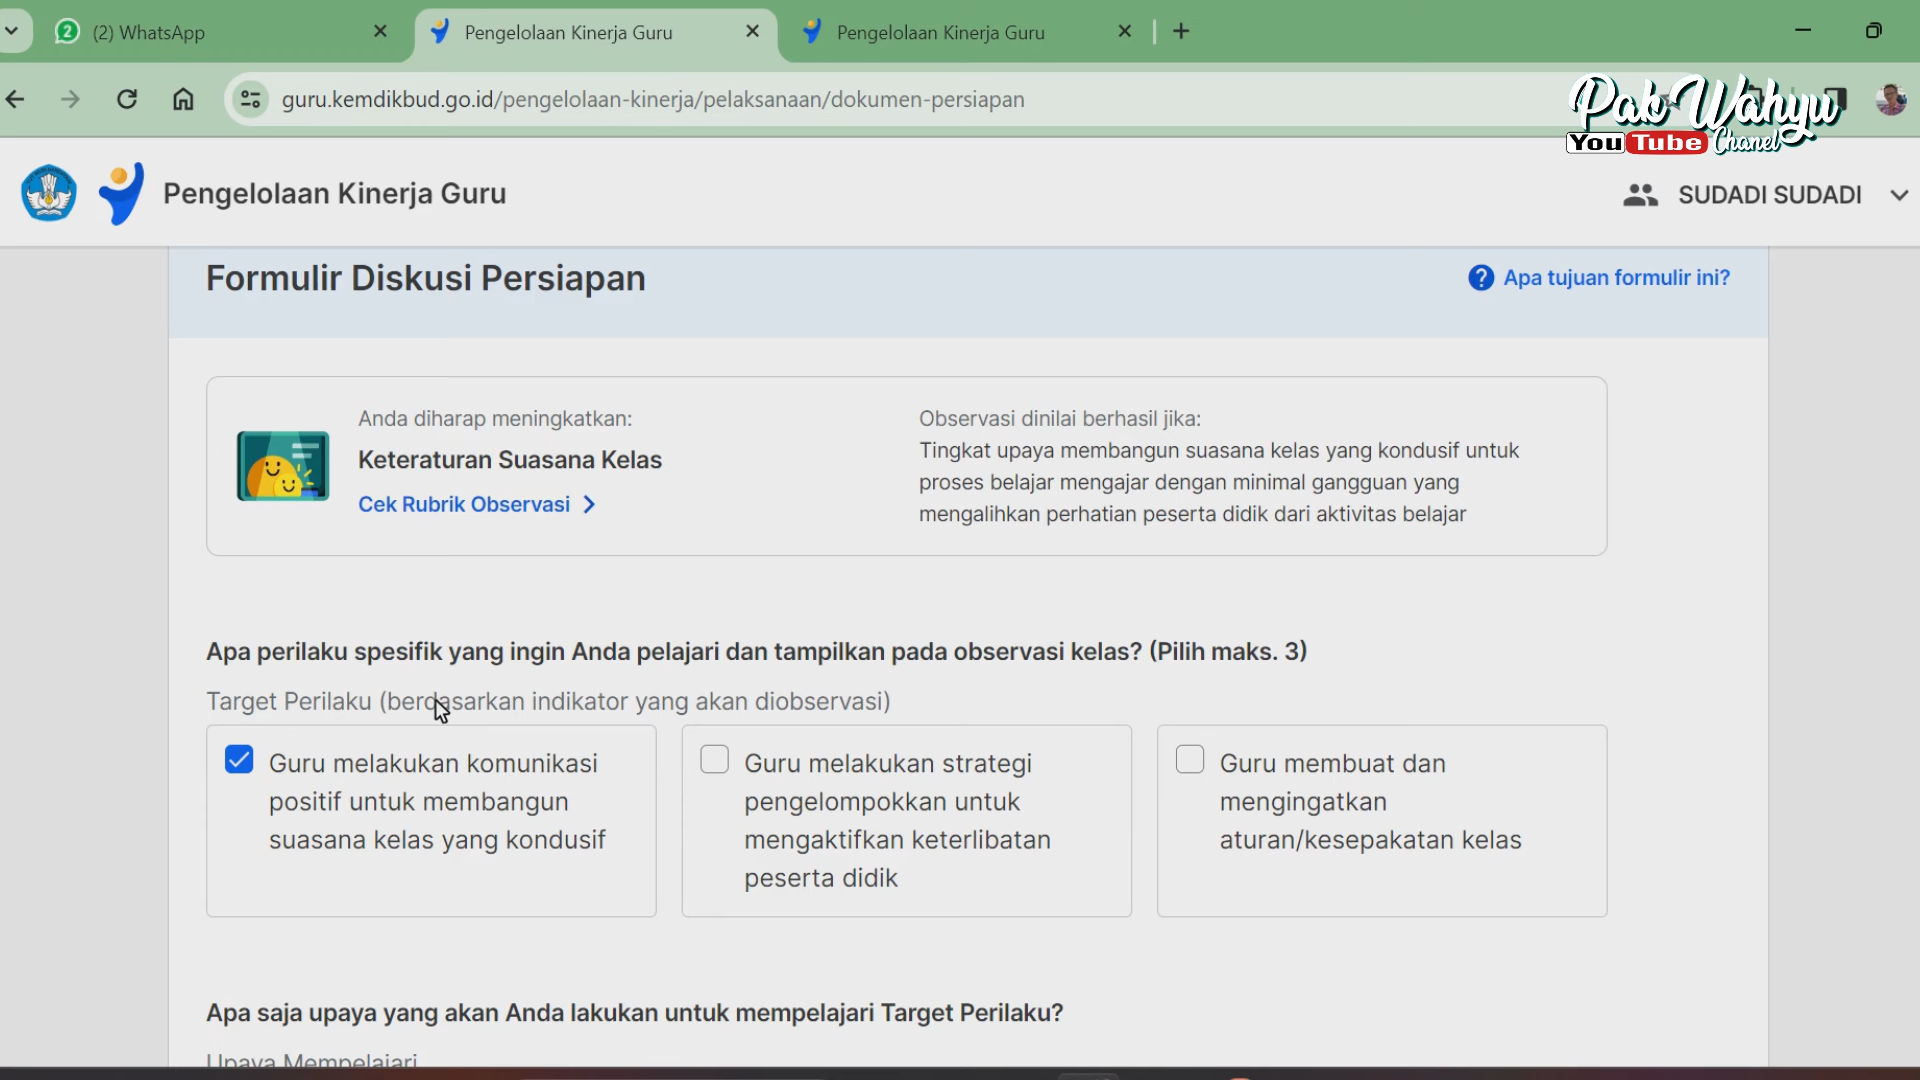 2 (2) WhatsApp
Pengelolaan Kinerja Guru
Pengelolaan Kinerja Guru
guru.kemdikbud.go.id/pengelolaan-kinerja/pelaksanaan/dokumen-persiapan
Pak Wahyu
YouTube Chanel
Pengelolaan Kinerja Guru
SUDADI SUDADI
Formulir Diskusi Persiapan
? Apa tujuan formulir ini?
Anda diharap meningkatkan:
Keteraturan Suasana Kelas
Cek Rubrik Observasi
Observasi dinilai berhasil jika:
Tingkat upaya membangun suasana kelas yang kondusif untuk
proses belajar mengajar dengan minimal gangguan yang
mengalihkan perhatian peserta didik dari aktivitas belajar
Apa perilaku spesifik yang ingin Anda pelajari dan tampilkan pada observasi kelas? (Pilih maks. 3)
Target Perilaku (berdasarkan indikator yang akan diobservasi)
Guru melakukan komunikasi
positif untuk membangun
suasana kelas yang kondusif
Guru melakukan strategi
pengelompokkan untuk
mengaktifkan keterlibatan
peserta didik
Guru membuat dan
mengingatkan
aturan/kesepakatan kelas
Apa saja upaya yang akan Anda lakukan untuk mempelajari Target Perilaku?
Upaya Mempelajari